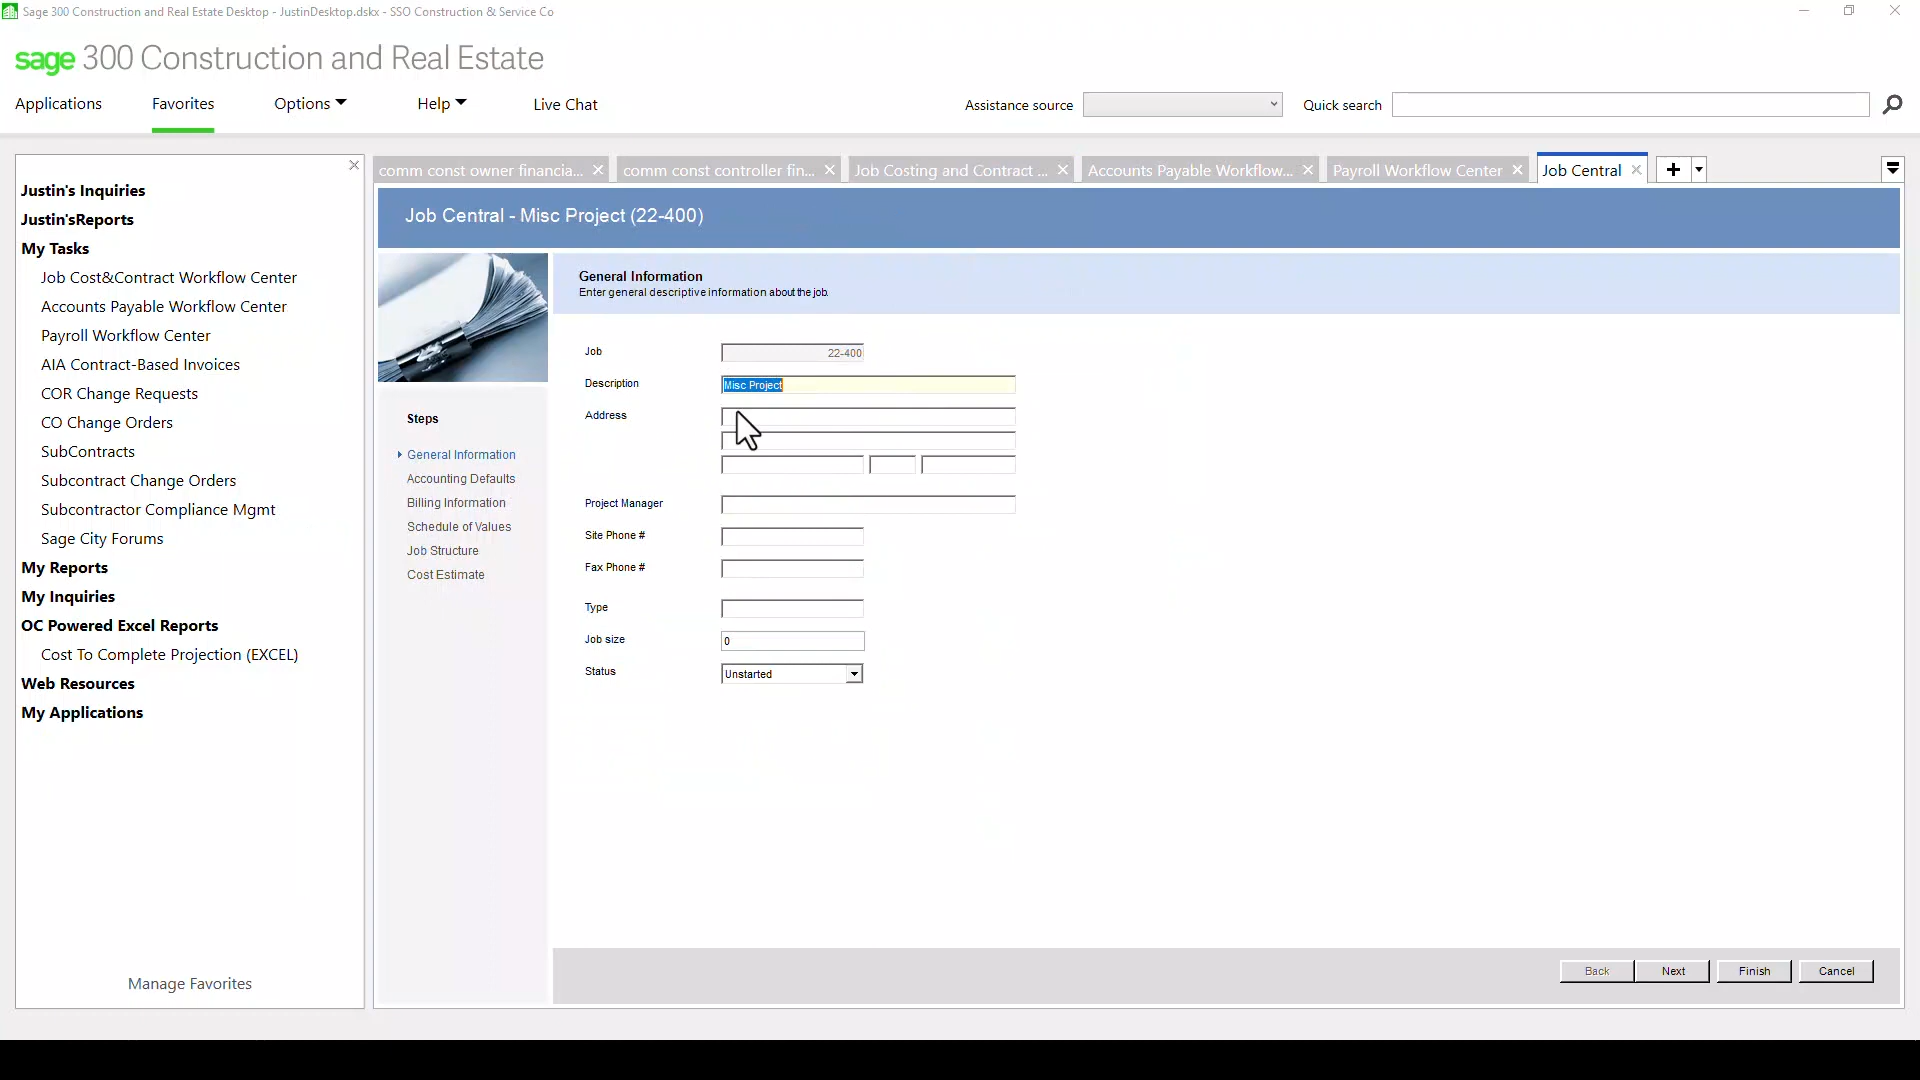 Sage 300 Construction and Real Estate Desktop - JustinDesktop.dskx - SSO Construction & Service Co
sage 300 Construction and Real Estate
Applications Favorites Options Help Live Chat Assistance source Quick search
comm const owner financia... comm const controller fin... Job Costing and Contract ... Accounts Payable Workflow... Payroll Workflow Center Job Central
Justin's Inquiries
Justin'sReports
My Tasks
Job Cost&Contract Workflow Center
Accounts Payable Workflow Center
Payroll Workflow Center
AIA Contract-Based Invoices
COR Change Requests
CO Change Orders
SubContracts
Subcontract Change Orders
Subcontractor Compliance Mgmt
Sage City Forums
My Reports
My Inquiries
OC Powered Excel Reports
Cost To Complete Projection (EXCEL)
Web Resources
My Applications
Manage Favorites
Job Central - Misc Project (22-400)
Steps
General Information
Accounting Defaults
Billing Information
Schedule of Values
Job Structure
Cost Estimate
General Information
Enter general descriptive information about the job.
Job 22-400
Description Misc Project
Address
Project Manager
Site Phone #
Fax Phone #
Type
Job size 0
Status Unstarted
Back Next Finish Cancel